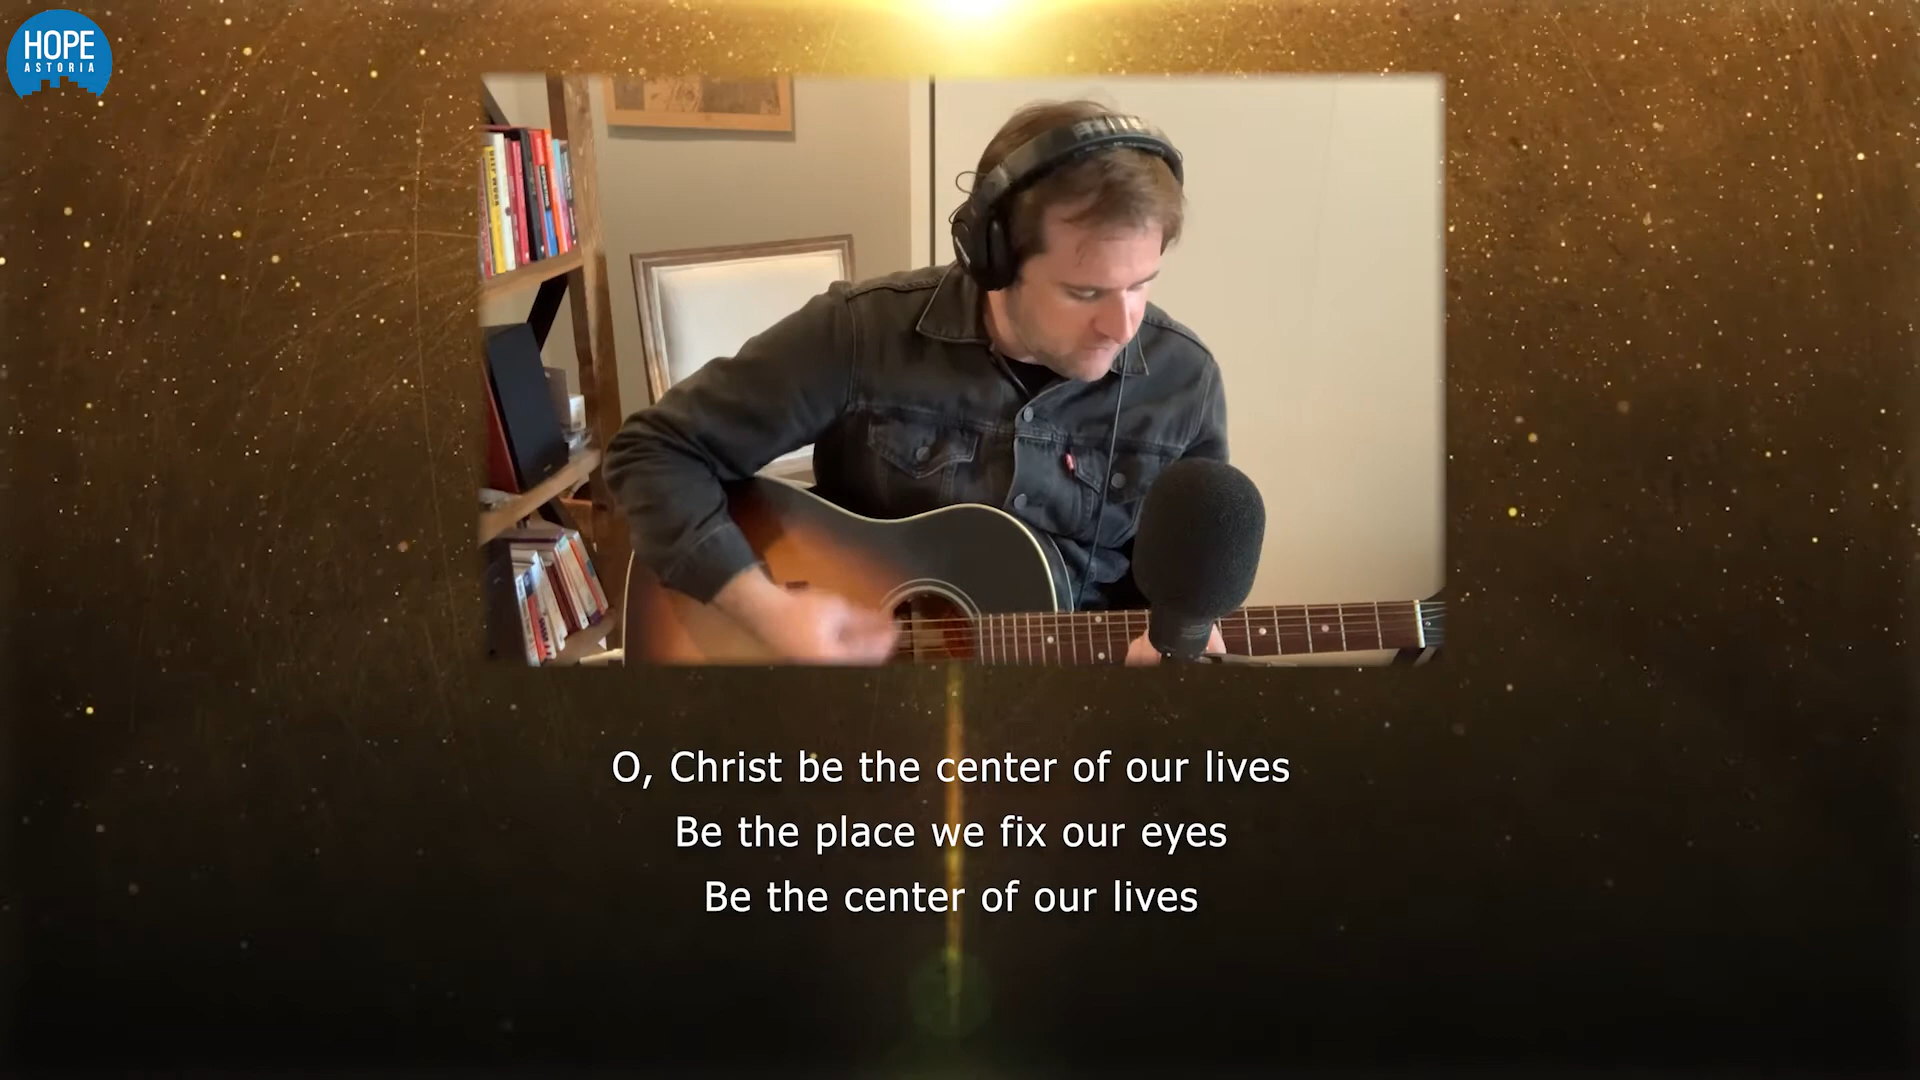 HOPE
ASTORIA
O, Christ be the center of our lives
Be the place we fix our eyes
Be the center of our lives